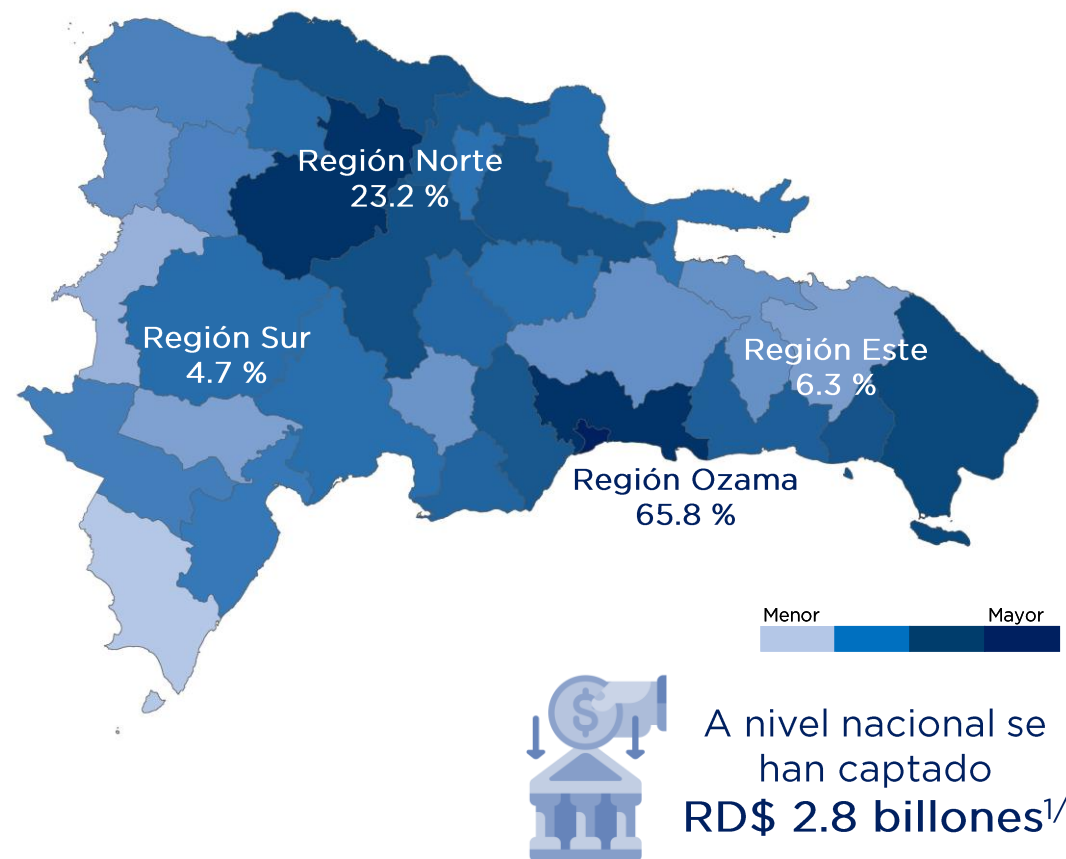 Región Norte
23.2 %
Región Sur
4.7 %
Región Este
6.3 %
Región Ozama
65.8 %
Menor Mayor
$
A nivel nacional se
han captado
RD$ 2.8 billones1/